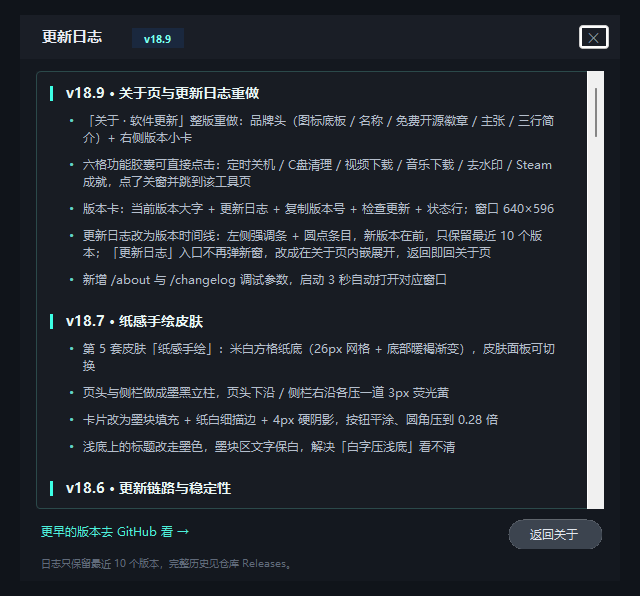 更新日志 v18.9
v18.9 • 关于页与更新日志重做
• 「关于 · 软件更新」整版重做：品牌头（图标底板 / 名称 / 免费开源徽章 / 主张 / 三行简
介）+ 右侧版本小卡
• 六格功能胶囊可直接点击：定时关机 / C盘清理 / 视频下载 / 音乐下载 / 去水印 / Steam
成就，点了关窗并跳到该工具页
• 版本卡：当前版本大字 + 更新日志 + 复制版本号 + 检查更新 + 状态行；窗口 640×596
• 更新日志改为版本时间线：左侧强调条 + 圆点条目，新版本在前，只保留最近 10 个版
本；「更新日志」入口不再弹新窗，改成在关于页内嵌展开，返回即回关于页
• 新增 /about 与 /changelog 调试参数，启动 3 秒自动打开对应窗口
v18.7 • 纸感手绘皮肤
• 第 5 套皮肤「纸感手绘」：米白方格纸底（26px 网格 + 底部暖褐渐变），皮肤面板可切
换
• 页头与侧栏做成墨黑立柱，页头下沿 / 侧栏右沿各压一道 3px 荧光黄
• 卡片改为墨块填充 + 纸白细描边 + 4px 硬阴影，按钮平涂、圆角压到 0.28 倍
• 浅底上的标题改走墨色，墨块区文字保白，解决「白字压浅底」看不清
v18.6 • 更新链路与稳定性
更早的版本去 GitHub 看 →
返回关于
日志只保留最近 10 个版本，完整历史见仓库 Releases。